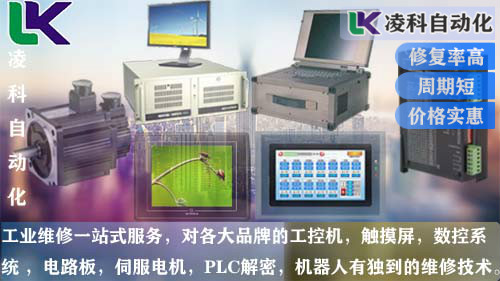 LK
LK 凌科自动化
凌科自动化
修复率高
周期短
价格实惠
工业维修一站式服务，对各大品牌的工控机，触摸屏，数控系
统 ，电路板，伺服电机，PLC解密，机器人有独到的维修技术。